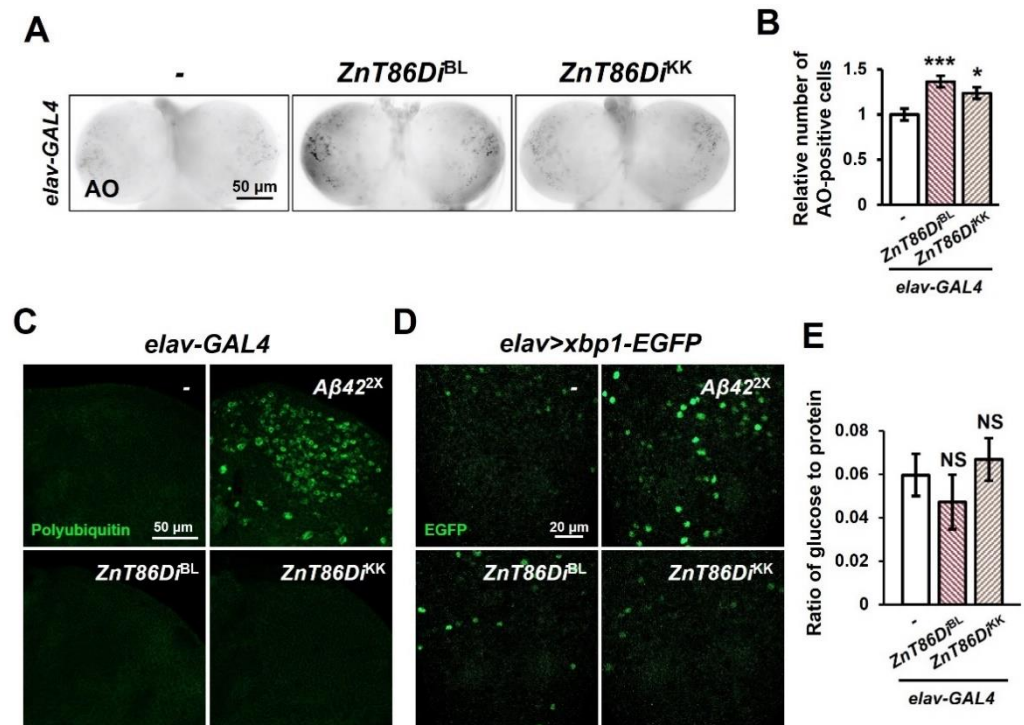 A
-
ZnT86Di^BL
ZnT86Di^KK
elav-GAL4
AO
50 µm
B
Relative number of
AO-positive cells
1.5
1
0.5
0
***
*
-
ZnT86Di^BL
ZnT86Di^KK
elav-GAL4
C
elav-GAL4
-
Aβ42^2X
Polyubiquitin
50 µm
ZnT86Di^BL
ZnT86Di^KK
D
elav>xbp1-EGFP
-
Aβ42^2X
EGFP
20 µm
ZnT86Di^BL
ZnT86Di^KK
E
Ratio of glucose to protein
0.08
0.06
0.04
0.02
0
NS
NS
-
ZnT86Di^BL
ZnT86Di^KK
elav-GAL4